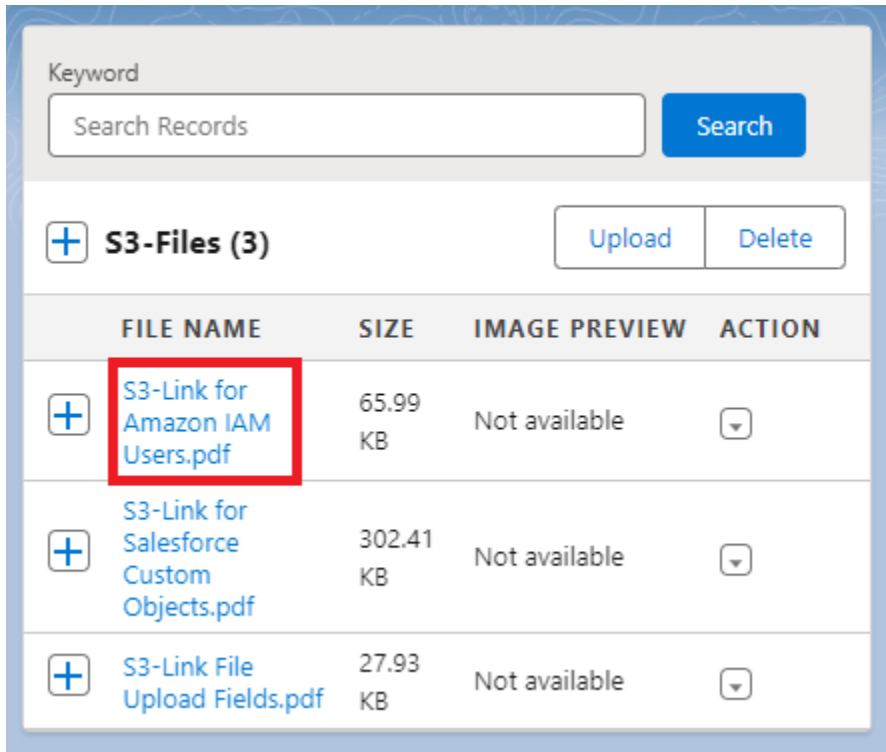 Keyword
Search Records
Search
S3-Files (3)
Upload
Delete
FILE NAME SIZE IMAGE PREVIEW ACTION
S3-Link for
Amazon IAM
Users.pdf
65.99
KB
Not available
S3-Link for
Salesforce
Custom
Objects.pdf
302.41
KB
Not available
S3-Link File
Upload Fields.pdf
27.93
KB
Not available